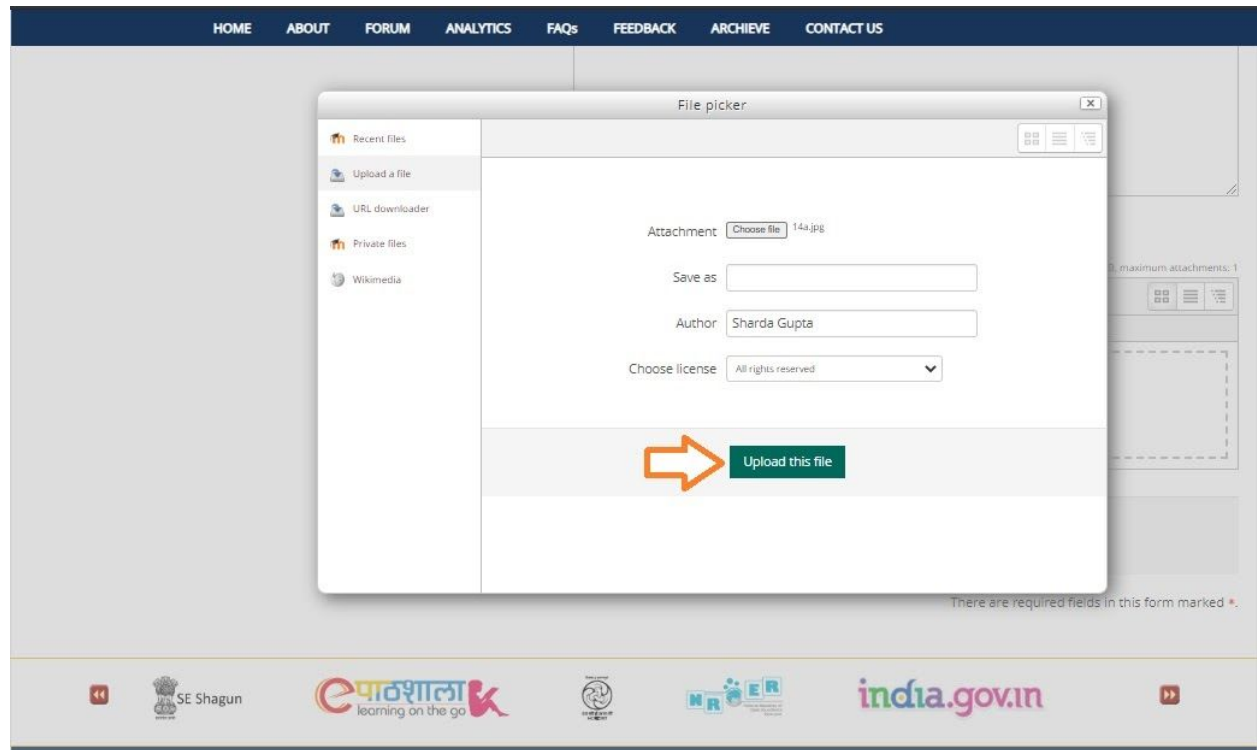 HOME ABOUT FORUM ANALYTICS FAQs FEEDBACK ARCHIEVE CONTACT US
File picker
Recent files
Upload a file
URL downloader
Private files
Wikimedia
Attachment Choose file 14a.jpg
Save as
Author Sharda Gupta
Choose license All rights reserved
Upload this file
, maximum attachments: 1
There are required fields in this form marked *.
SE Shagun
eपाठशाला
learning on the go
NCERT
NROER
india.gov.in